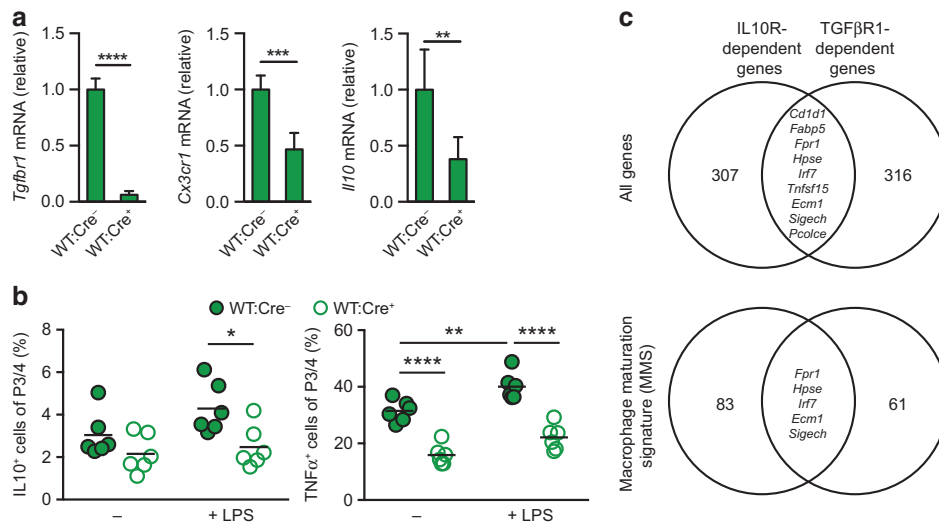 a
Tgfbr1 mRNA (relative)
1.5
1.0
0.5
0.0
****
WT:Cre⁻
WT:Cre⁺
Cx3cr1 mRNA (relative)
1.5
1.0
0.5
0.0
***
WT:Cre⁻
WT:Cre⁺
Il10 mRNA (relative)
1.5
1.0
0.5
0.0
**
WT:Cre⁻
WT:Cre⁺
b
WT:Cre⁻
WT:Cre⁺
IL10⁺ cells of P3/4 (%)
8
6
4
2
0
*
–
+ LPS
TNFα⁺ cells of P3/4 (%)
60
40
20
0
**
****
****
–
+ LPS
c
IL10R-
dependent
genes
TGFβR1-
dependent
genes
All genes
307
Cd1d1
Fabp5
Fpr1
Hpse
Irf7
Tnfsf15
Ecm1
Sigech
Pcolce
316
Macrophage maturation
signature (MMS)
83
Fpr1
Hpse
Irf7
Ecm1
Sigech
61